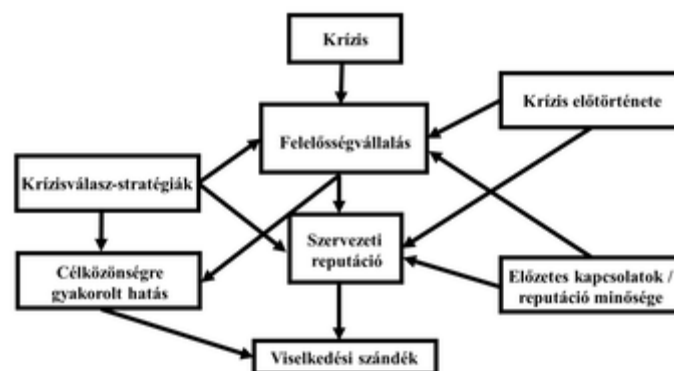 Krízis
Krízis előtörténete
Felelősségvállalás
Krízisválasz-stratégiák
Szervezeti
reputáció
Célközönségre
gyakorolt hatás
Előzetes kapcsolatok /
reputáció minősége
Viselkedési szándék